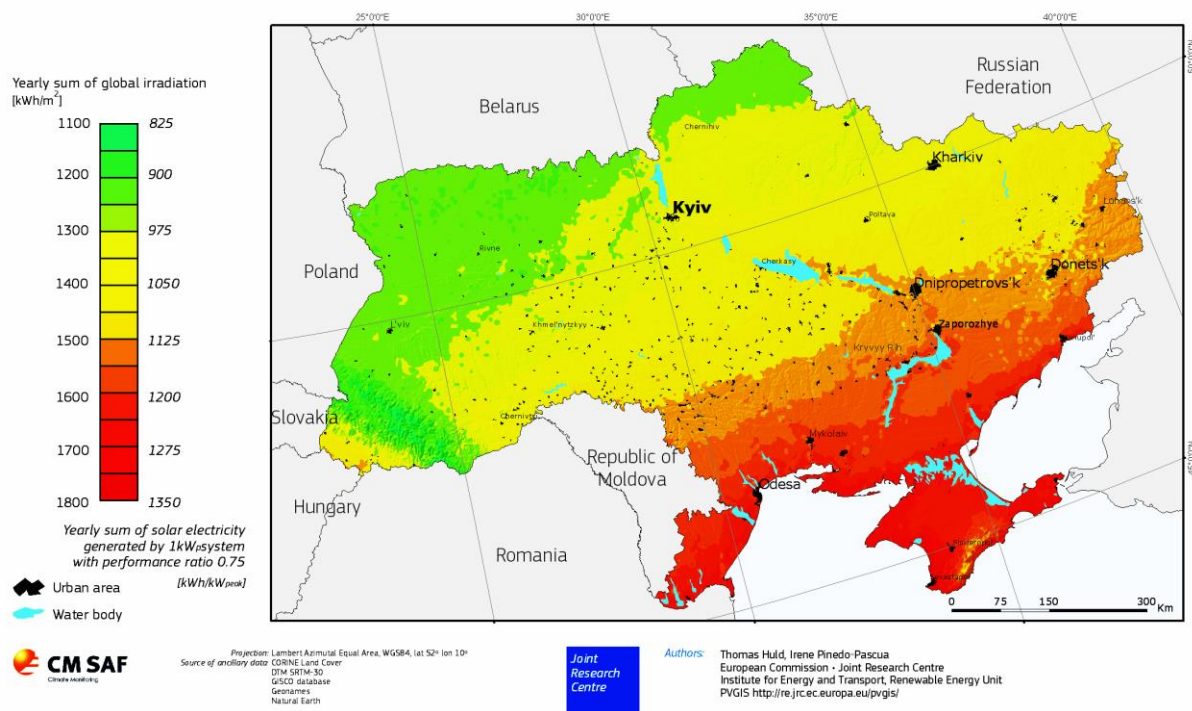 25°0'0"E
30°0'0"E
35°0'0"E
40°0'0"E
Yearly sum of global irradiation
[kWh/m²]
1100 825
1200 900
1300 975
1400 1050
1500 1125
1600 1200
1700 1275
1800 1350
Yearly sum of solar electricity
generated by 1kWp system
with performance ratio 0.75
[kWh/kWpeak]
Urban area
Water body
Belarus
Russian
Federation
Poland
Slovakia
Hungary
Romania
Republic of
Moldova
Chernihiv
Kharkiv
Kyiv
Poltava
Rivne
Cherkasy
L'viv
Khmel'nytzkyy
Donets'k
Dnipropetrovs'k
Zaporozhye
Kryvyy Rih
Mykolaiv
Odesa
0 75 150 300
Km
CM SAF
Climate Monitoring
Projection: Lambert Azimutal Equal Area, WGS84, lat 52° lon 10°
Source of ancillary data: CORINE Land Cover
DTM SRTM-30
GISCO database
Geonames
Natural Earth
Joint
Research
Centre
Authors: Thomas Huld, Irene Pinedo-Pascua
European Commission - Joint Research Centre
Institute for Energy and Transport, Renewable Energy Unit
PVGIS http://re.jrc.ec.europa.eu/pvgis/